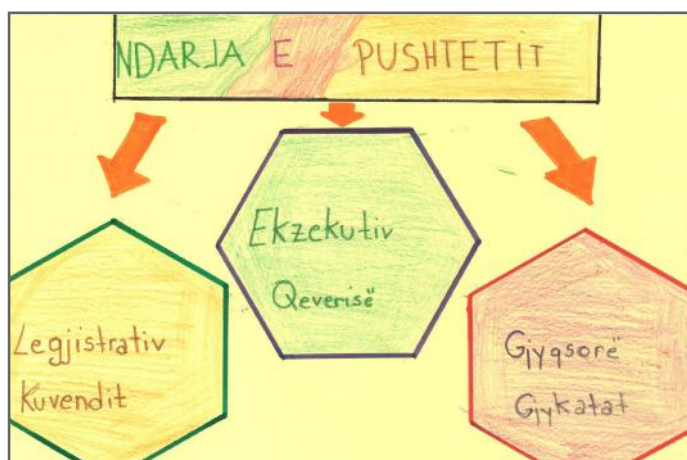 NDARJA E PUSHTETIT
Ekzekutiv
Qeverisë
Legjistrativ
Kuvendit
Gjyqsorë
Gjykatat